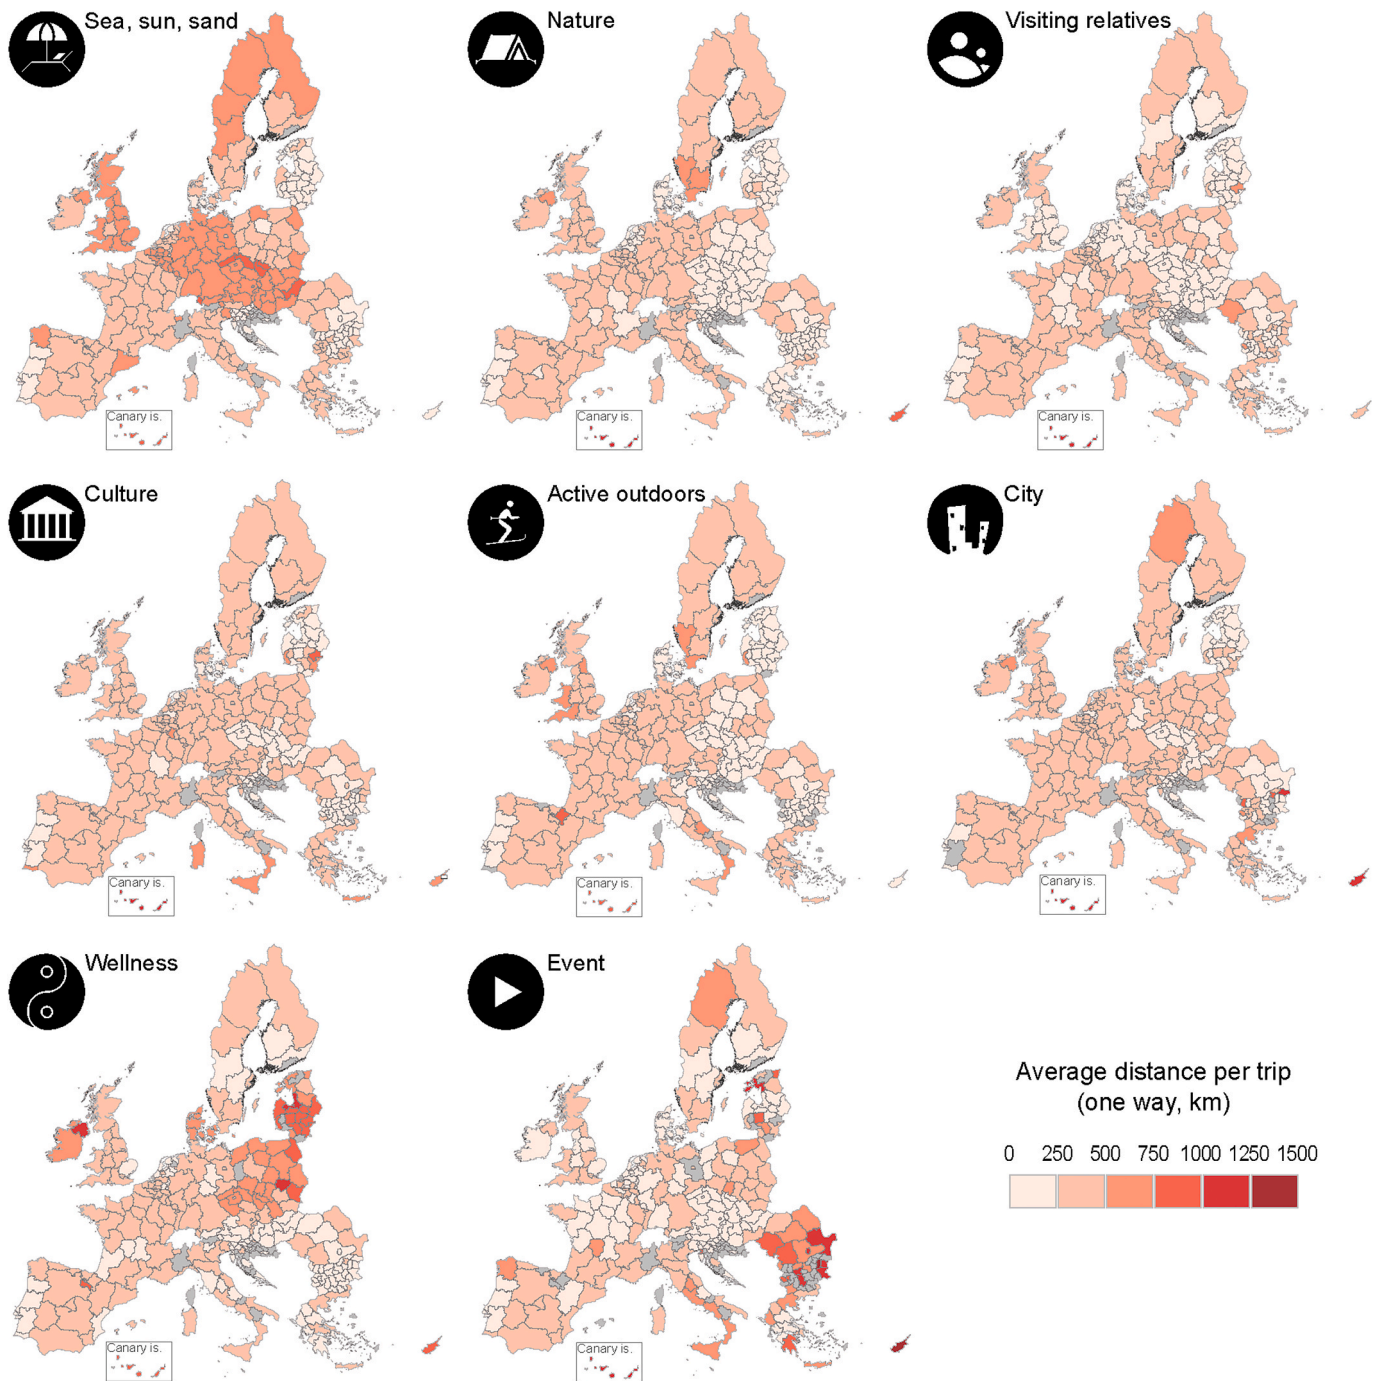 Sea, sun, sand
Nature
Visiting relatives
Canary is.
Canary is.
Canary is.
Culture
Active outdoors
City
Canary is.
Canary is.
Canary is.
Wellness
Event
Average distance per trip
(one way, km)
0 250 500 750 1000 1250 1500
Canary is.
Canary is.